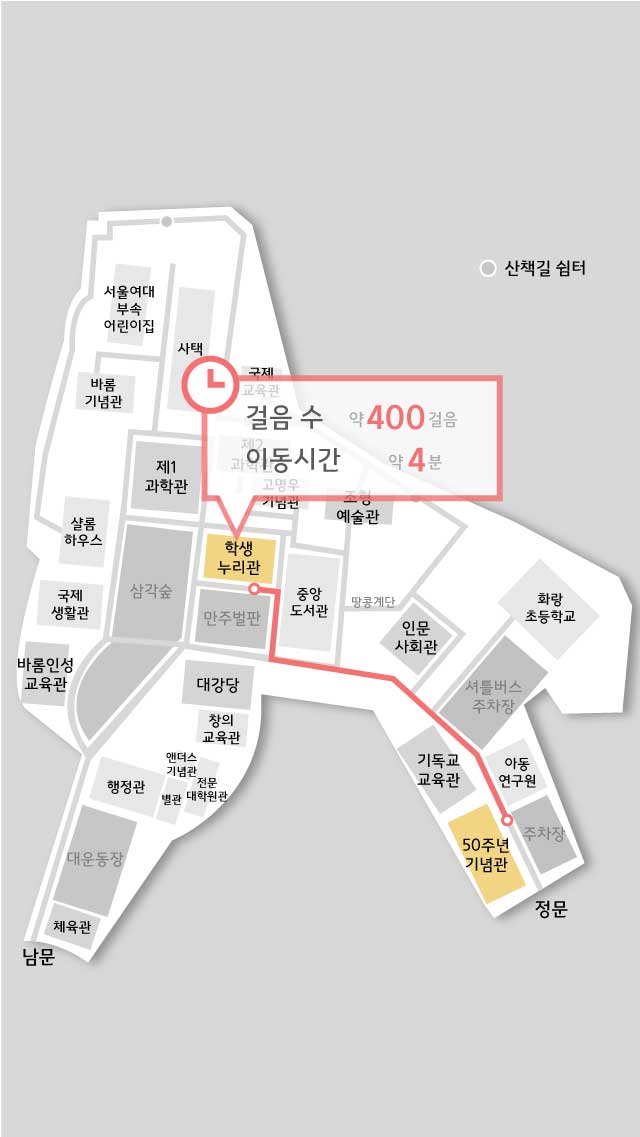 산책길 쉼터
서울여대
부속
어린이집
사택
바롬
기념관
국제
교육관
걸음 수 약 400 걸음
이동시간 약 4 분
제2
과학관
고명우
기념관
조형
예술관
제1
과학관
샬롬
하우스
학생
누리관
삼각숲
만주벌판
중앙
도서관
땅콩계단
국제
생활관
인문
사회관
화랑
초등학교
바롬인성
교육관
대강당
셔틀버스
주차장
창의
교육관
앤더스
기념관
전문
대학원관
별관
행정관
기독교
교육관
아동
연구원
대운동장
50주년
기념관
주차장
체육관
정문
남문